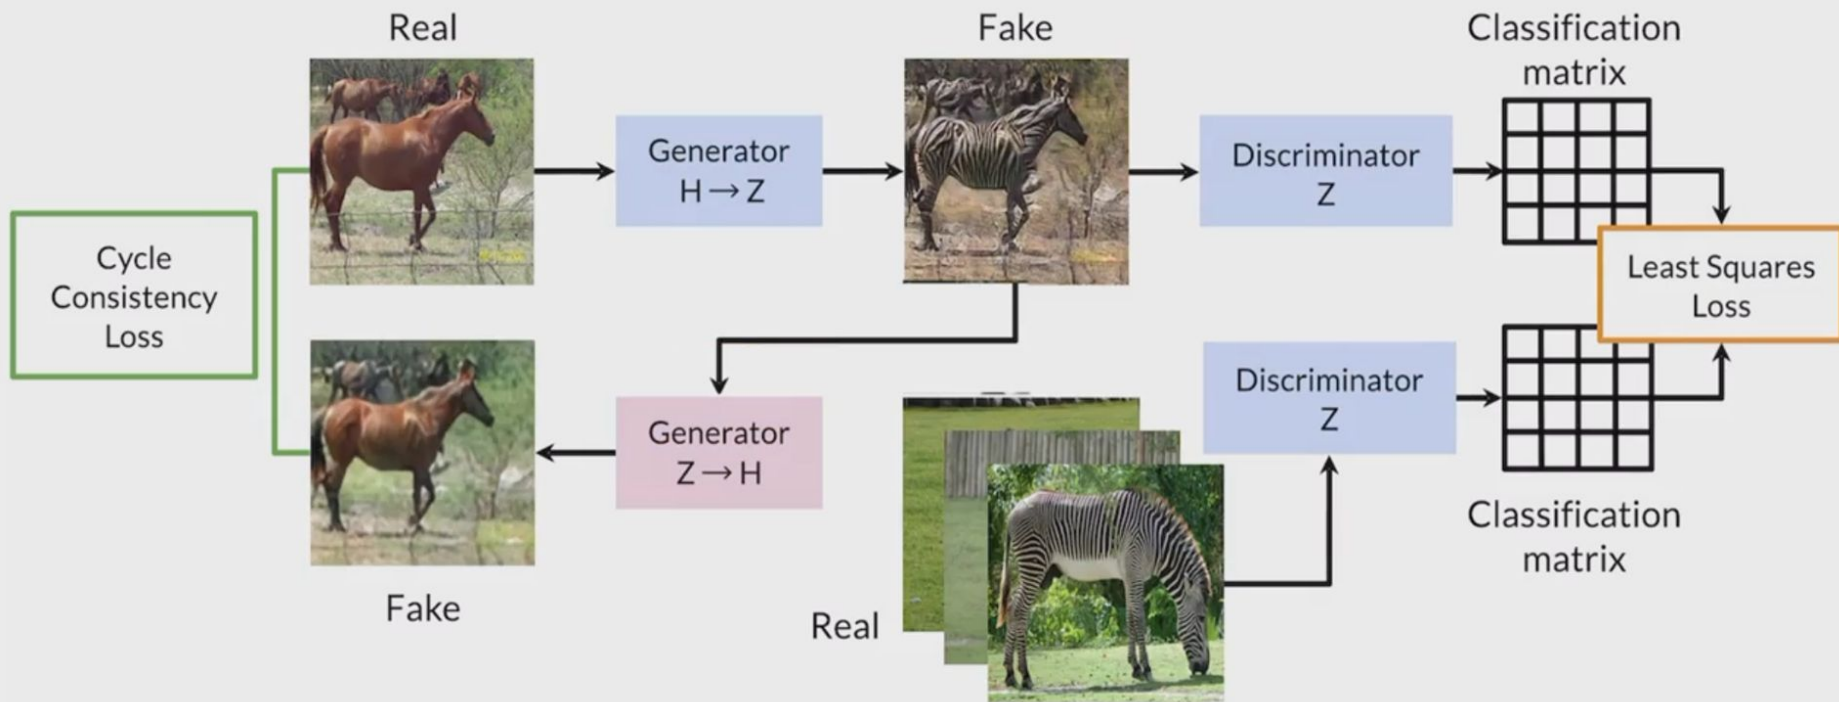 Real
Fake
Classification
matrix
Generator
H → Z
Discriminator
Z
Cycle
Consistency
Loss
Least Squares
Loss
Generator
Z → H
Discriminator
Z
Fake
Real
Classification
matrix